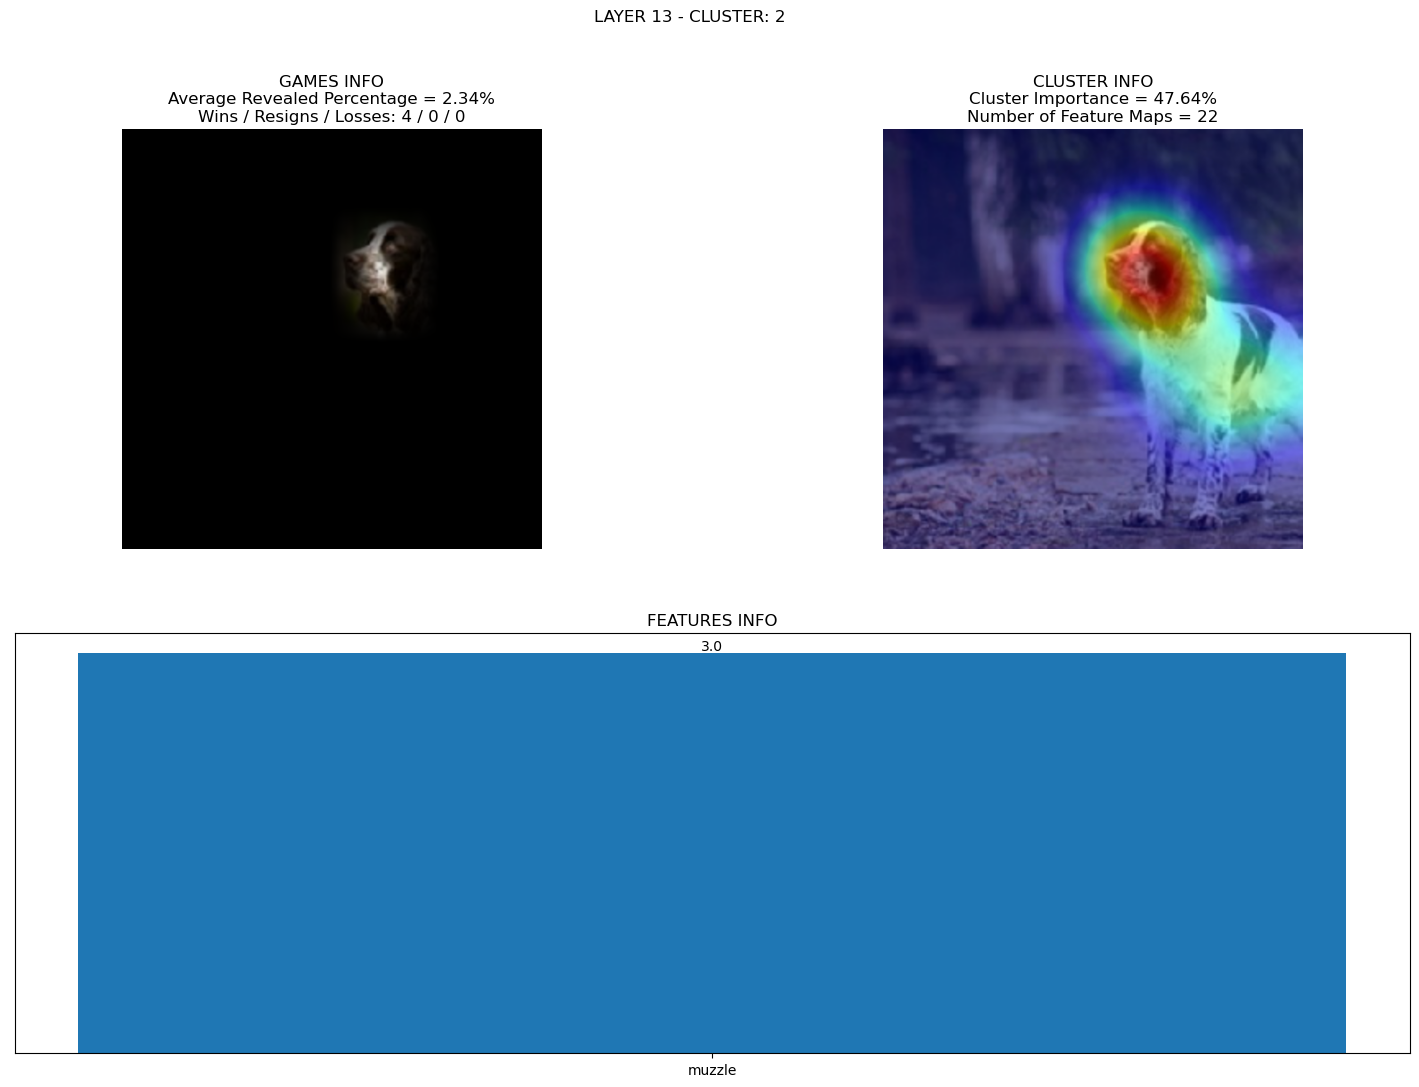 LAYER 13 - CLUSTER: 2
GAMES INFO
Average Revealed Percentage = 2.34%
Wins / Resigns / Losses: 4 / 0 / 0
CLUSTER INFO
Cluster Importance = 47.64%
Number of Feature Maps = 22
FEATURES INFO
3.0
muzzle